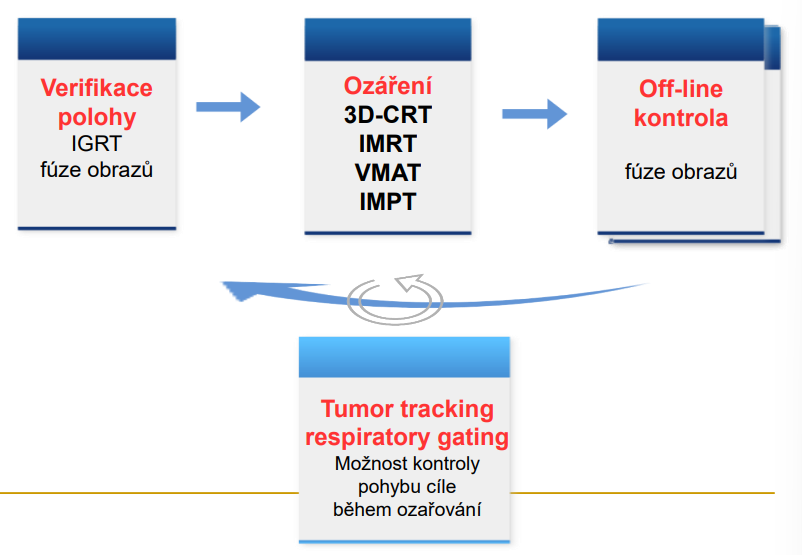 Verifikace
polohy
IGRT
fúze obrazů
Ozáření
3D-CRT
IMRT
VMAT
IMPT
Off-line
kontrola
fúze obrazů
Tumor tracking
respiratory gating
Možnost kontroly
pohybu cíle
během ozařování